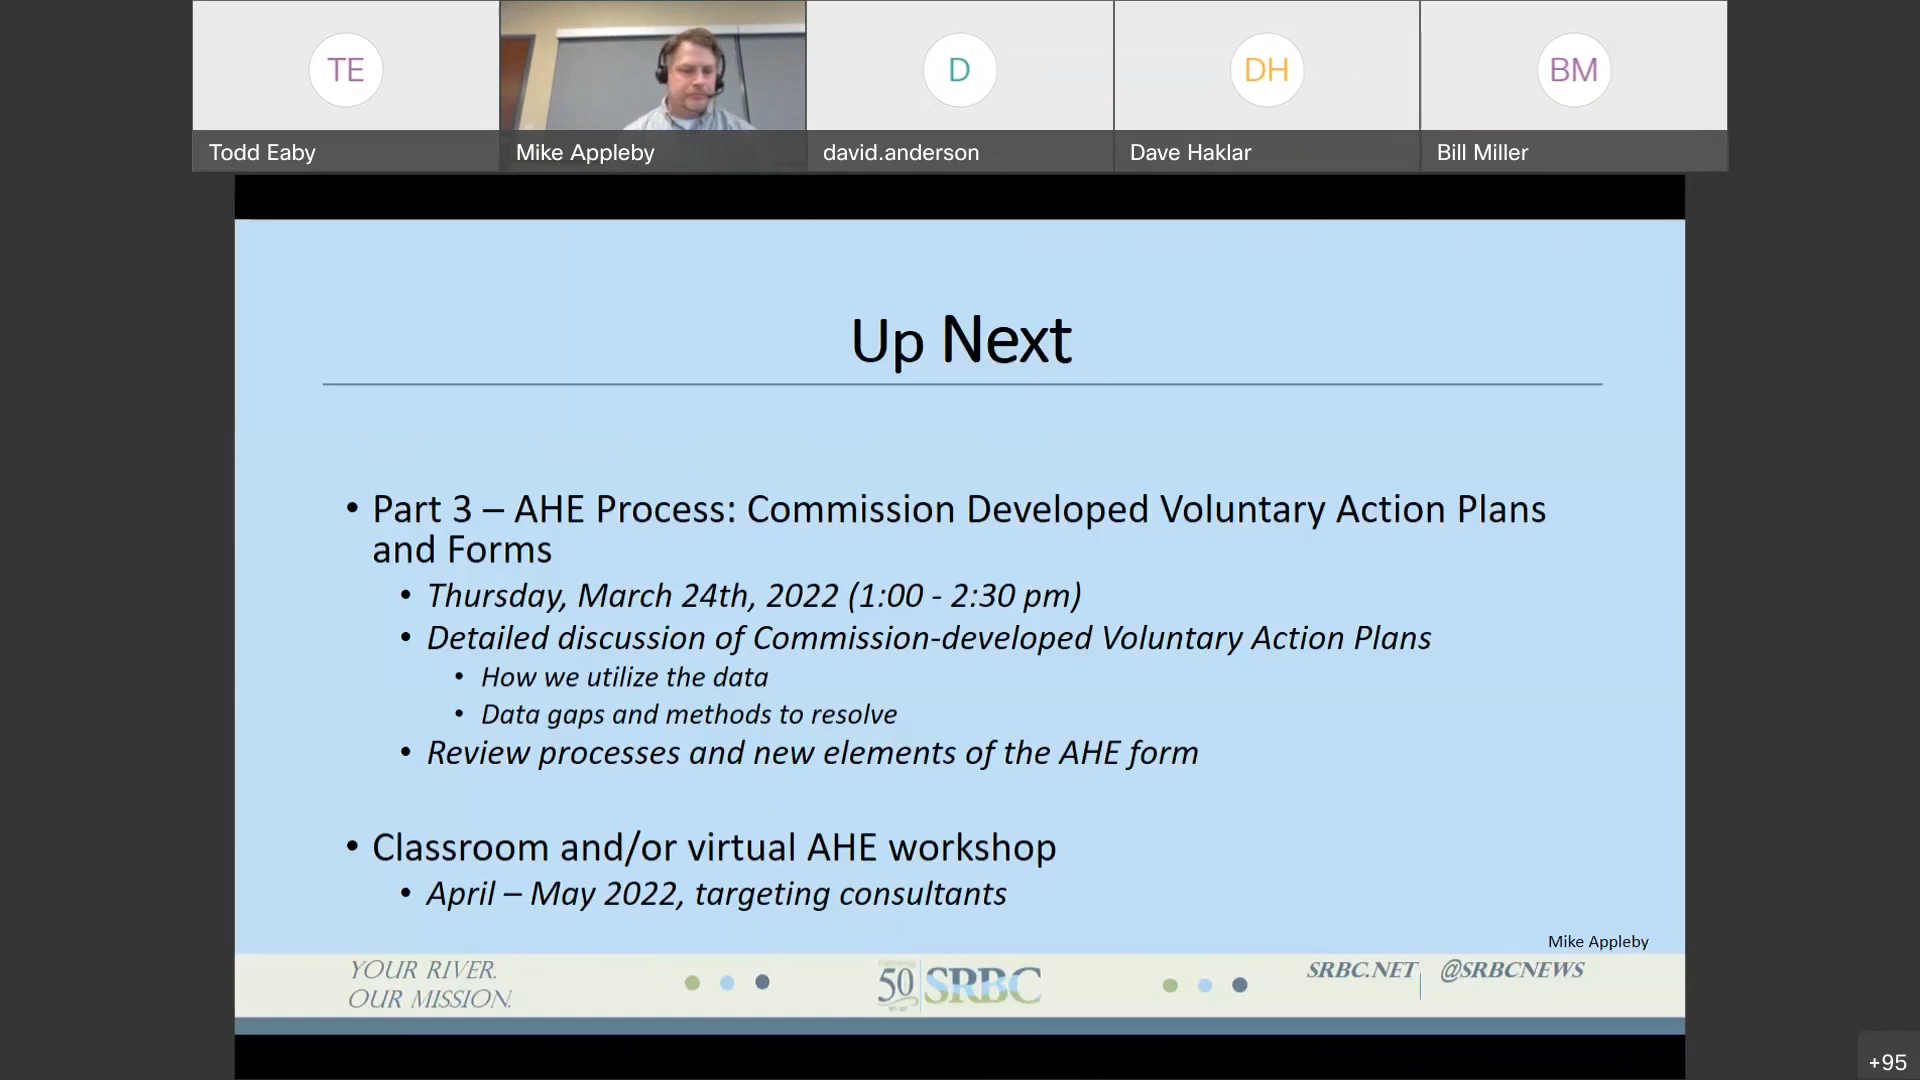 TE
D
DH
BM
Todd Eaby
Mike Appleby
david.anderson
Dave Haklar
Bill Miller
Up Next
• Part 3 – AHE Process: Commission Developed Voluntary Action Plans
and Forms
• Thursday, March 24th, 2022 (1:00 - 2:30 pm)
• Detailed discussion of Commission-developed Voluntary Action Plans
• How we utilize the data
• Data gaps and methods to resolve
• Review processes and new elements of the AHE form
• Classroom and/or virtual AHE workshop
• April – May 2022, targeting consultants
Mike Appleby
YOUR RIVER.
OUR MISSION.
50 SRBC
SRBC.NET | @SRBCNEWS
+95